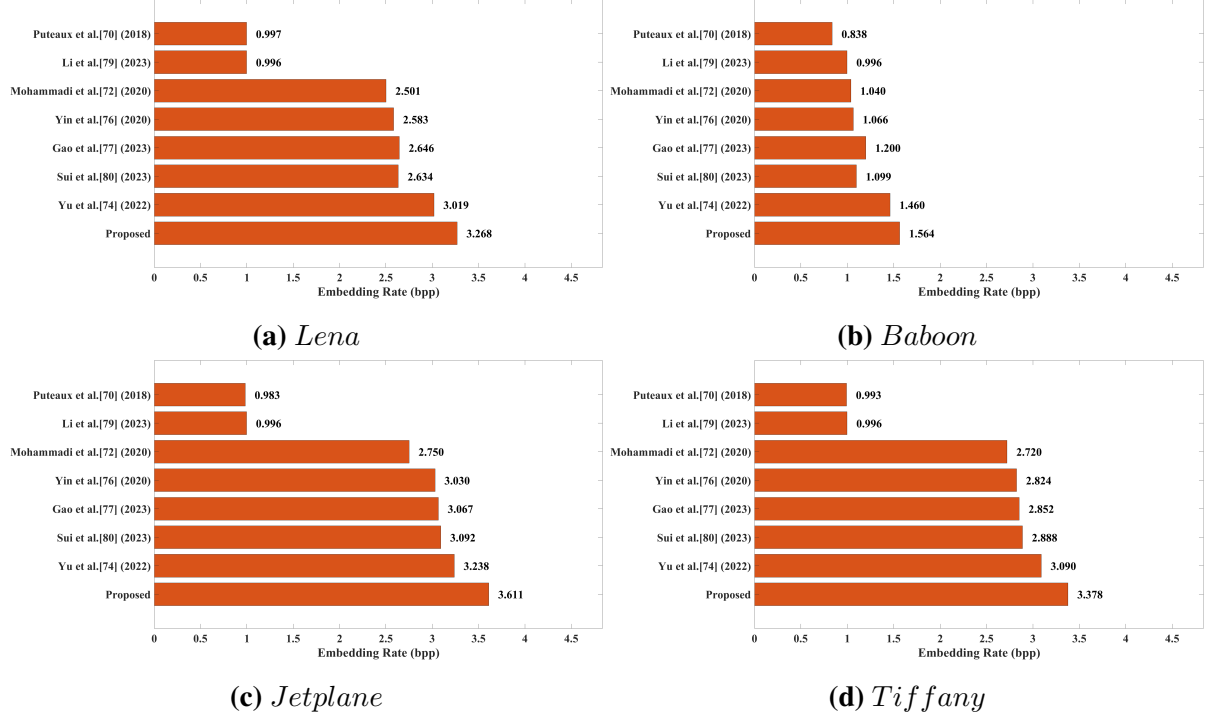 Puteaux et al.[70] (2018) 0.997
Li et al.[79] (2023) 0.996
Mohammadi et al.[72] (2020) 2.501
Yin et al.[76] (2020) 2.583
Gao et al.[77] (2023) 2.646
Sui et al.[80] (2023) 2.634
Yu et al.[74] (2022) 3.019
Proposed 3.268
0 0.5 1 1.5 2 2.5 3 3.5 4 4.5
Embedding Rate (bpp)
(a) Lena
Puteaux et al.[70] (2018) 0.838
Li et al.[79] (2023) 0.996
Mohammadi et al.[72] (2020) 1.040
Yin et al.[76] (2020) 1.066
Gao et al.[77] (2023) 1.200
Sui et al.[80] (2023) 1.099
Yu et al.[74] (2022) 1.460
Proposed 1.564
0 0.5 1 1.5 2 2.5 3 3.5 4 4.5
Embedding Rate (bpp)
(b) Baboon
Puteaux et al.[70] (2018) 0.983
Li et al.[79] (2023) 0.996
Mohammadi et al.[72] (2020) 2.750
Yin et al.[76] (2020) 3.030
Gao et al.[77] (2023) 3.067
Sui et al.[80] (2023) 3.092
Yu et al.[74] (2022) 3.238
Proposed 3.611
0 0.5 1 1.5 2 2.5 3 3.5 4 4.5
Embedding Rate (bpp)
(c) Jetplane
Puteaux et al.[70] (2018) 0.993
Li et al.[79] (2023) 0.996
Mohammadi et al.[72] (2020) 2.720
Yin et al.[76] (2020) 2.824
Gao et al.[77] (2023) 2.852
Sui et al.[80] (2023) 2.888
Yu et al.[74] (2022) 3.090
Proposed 3.378
0 0.5 1 1.5 2 2.5 3 3.5 4 4.5
Embedding Rate (bpp)
(d) Tiffany